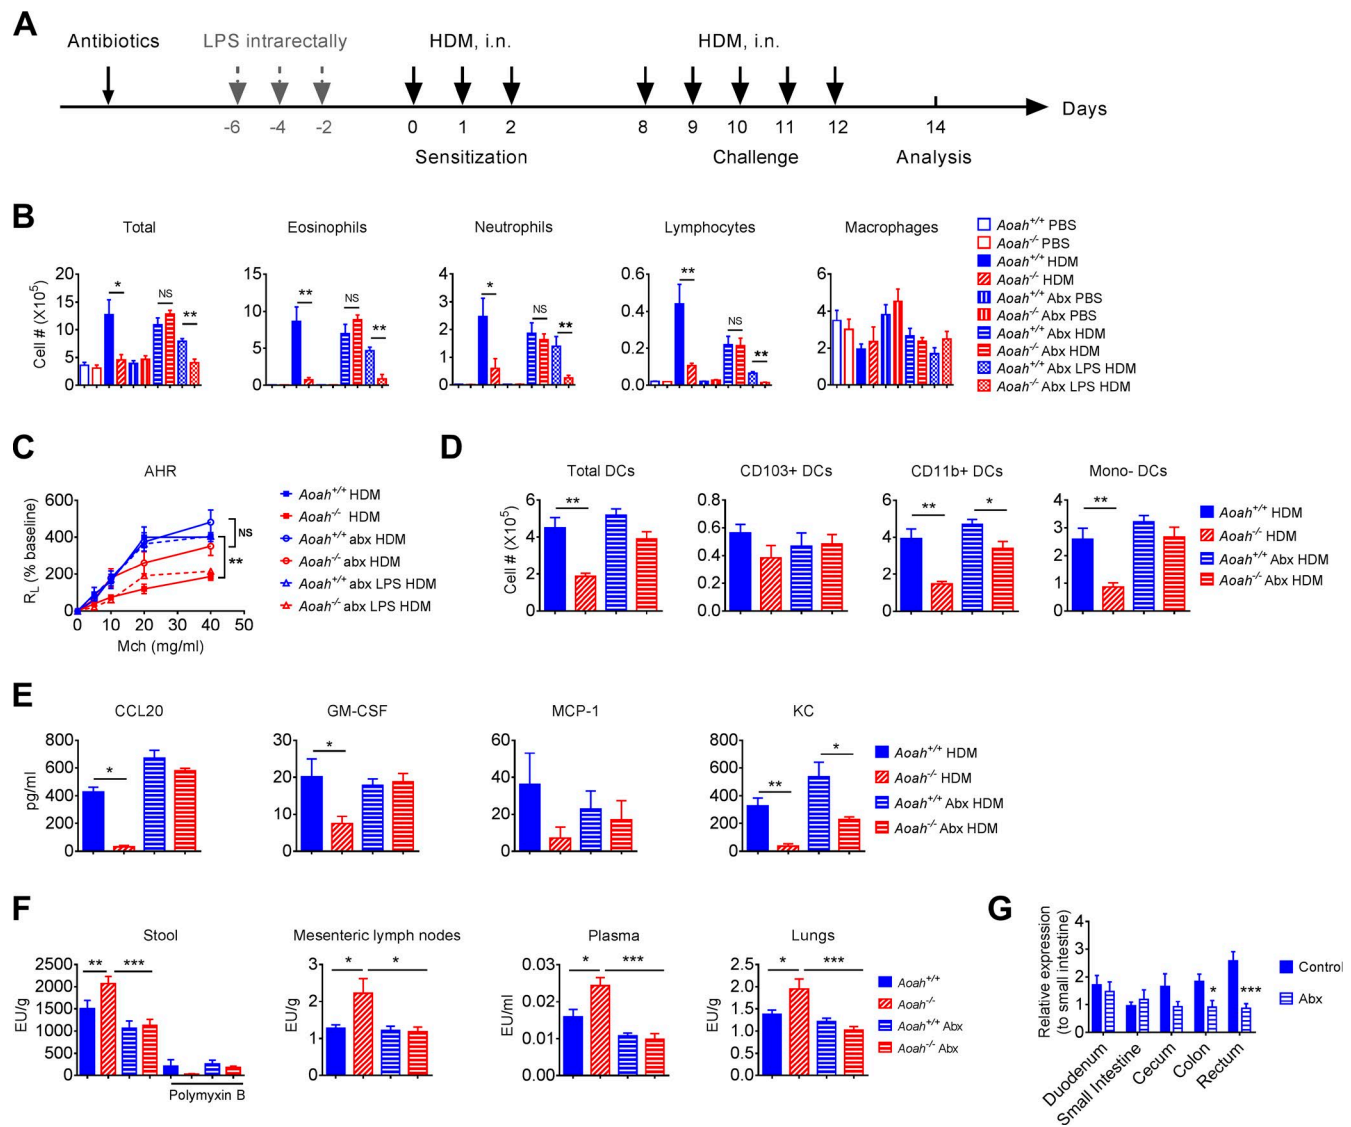 A
Antibiotics
LPS intrarectally
HDM, i.n.
HDM, i.n.
Days
-6 -4 -2 0 1 2 8 9 10 11 12 14
Sensitization
Challenge
Analysis
B
Total
Eosinophils
Neutrophils
Lymphocytes
Macrophages
Cell # (X10⁵)
20
15
10
5
0
*
NS
**
15
10
5
0
**
NS
**
4
3
2
1
0
*
NS
**
0.6
0.4
0.2
0.0
**
NS
**
6
4
2
0
Aoah+/+ PBS
Aoah-/- PBS
Aoah+/+ HDM
Aoah-/- HDM
Aoah+/+ Abx PBS
Aoah-/- Abx PBS
Aoah+/+ Abx HDM
Aoah-/- Abx HDM
Aoah+/+ Abx LPS HDM
Aoah-/- Abx LPS HDM
C
AHR
RL (% baseline)
600
400
200
0
0 10 20 30 40 50
Mch (mg/ml)
NS
**
Aoah+/+ HDM
Aoah-/- HDM
Aoah+/+ abx HDM
Aoah-/- abx HDM
Aoah+/+ abx LPS HDM
Aoah-/- abx LPS HDM
D
Total DCs
CD103+ DCs
CD11b+ DCs
Mono- DCs
Cell # (X10⁵)
6
4
2
0
**
0.8
0.6
0.4
0.2
0.0
6
4
2
0
**
*
4
3
2
1
0
**
Aoah+/+ HDM
Aoah-/- HDM
Aoah+/+ Abx HDM
Aoah-/- Abx HDM
E
CCL20
GM-CSF
MCP-1
KC
pg/ml
800
600
400
200
0
*
30
20
10
0
*
60
40
20
0
800
600
400
200
0
**
*
Aoah+/+ HDM
Aoah-/- HDM
Aoah+/+ Abx HDM
Aoah-/- Abx HDM
F
Stool
Mesenteric lymph nodes
Plasma
Lungs
EU/g
2500
2000
1500
1000
500
0
**
***
Polymyxin B
EU/g
3
2
1
0
*
*
EU/ml
0.03
0.02
0.01
0.00
*
***
EU/g
2.5
2.0
1.5
1.0
0.5
0.0
*
***
Aoah+/+
Aoah-/-
Aoah+/+ Abx
Aoah-/- Abx
G
Relative expression
(to small intestine)
4
3
2
1
0
*
***
Duodenum
Small Intestine
Cecum
Colon
Rectum
Control
Abx